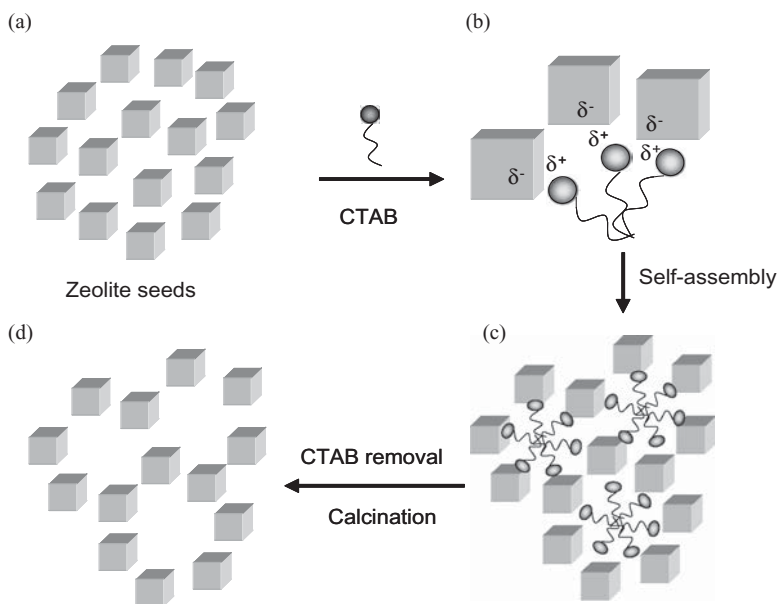 (a)
(b)
CTAB
Zeolite seeds
δ-
δ-
δ-
δ+
δ+
δ+
Self-assembly
(d)
(c)
CTAB removal
Calcination